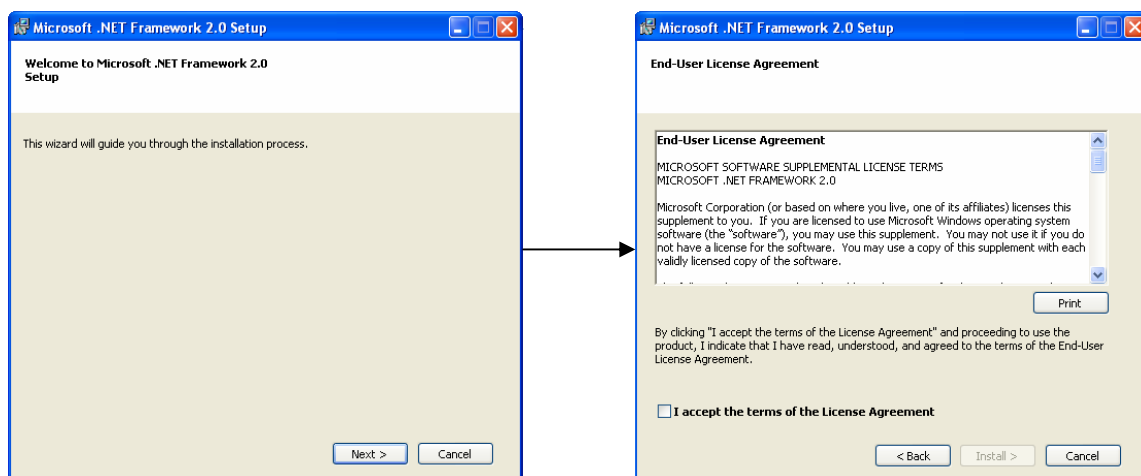 Microsoft .NET Framework 2.0 Setup
Welcome to Microsoft .NET Framework 2.0
Setup
This wizard will guide you through the installation process.
Next >
Cancel
Microsoft .NET Framework 2.0 Setup
End-User License Agreement
End-User License Agreement
MICROSOFT SOFTWARE SUPPLEMENTAL LICENSE TERMS
MICROSOFT .NET FRAMEWORK 2.0
Microsoft Corporation (or based on where you live, one of its affiliates) licenses this
supplement to you.  If you are licensed to use Microsoft Windows operating system
software (the “software”), you may use this supplement.  You may not use it if you do
not have a license for the software.  You may use a copy of this supplement with each
validly licensed copy of the software.
Print
By clicking "I accept the terms of the License Agreement" and proceeding to use the
product, I indicate that I have read, understood, and agreed to the terms of the End-User
License Agreement.
I accept the terms of the License Agreement
< Back
Install >
Cancel